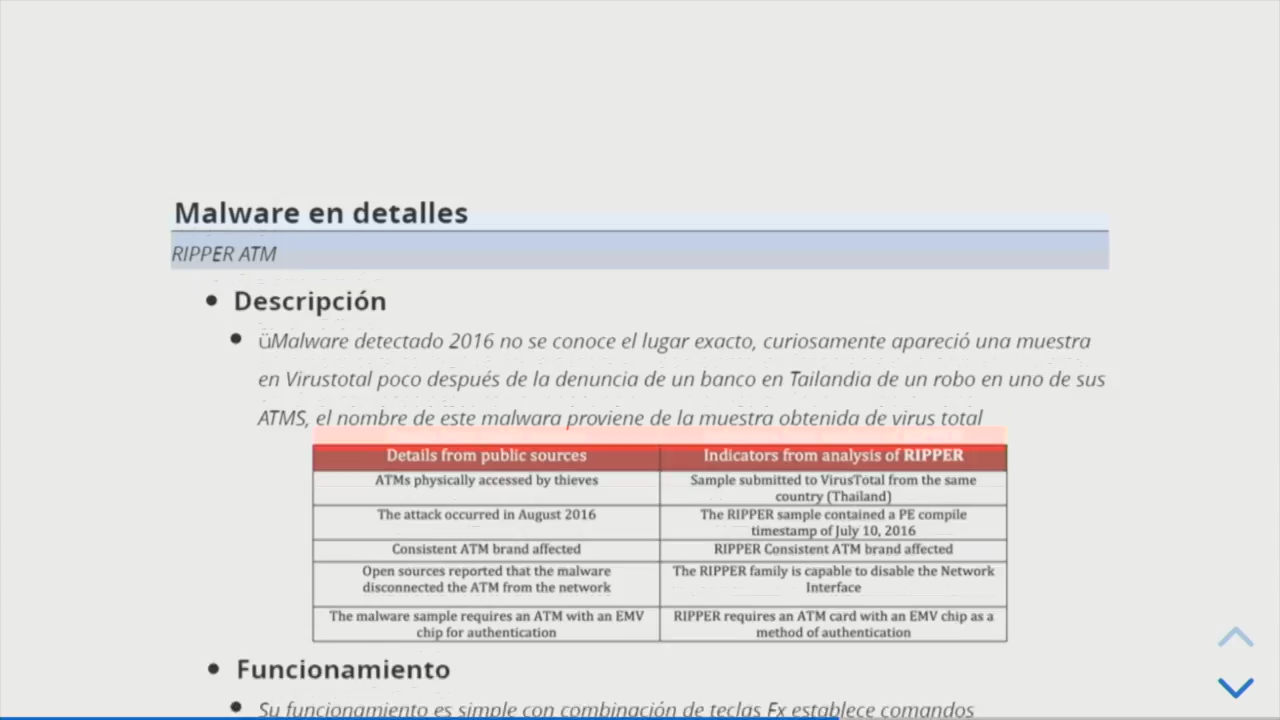 Malware en detalles
RIPPER ATM
Descripción
üMalware detectado 2016 no se conoce el lugar exacto, curiosamente apareció una muestra
en Virustotal poco después de la denuncia de un banco en Tailandia de un robo en uno de sus
ATMS, el nombre de este malwara proviene de la muestra obtenida de virus total
Details from public sources
Indicators from analysis of RIPPER
ATMs physically accessed by thieves
Sample submitted to VirusTotal from the same
country (Thailand)
The attack occurred in August 2016
The RIPPER sample contained a PE compile
timestamp of July 10, 2016
Consistent ATM brand affected
RIPPER Consistent ATM brand affected
Open sources reported that the malware
disconnected the ATM from the network
The RIPPER family is capable to disable the Network
Interface
The malware sample requires an ATM with an EMV
chip for authentication
RIPPER requires an ATM card with an EMV chip as a
method of authentication
Funcionamiento
Su funcionamiento es simple con combinación de teclas Fx establece comandos